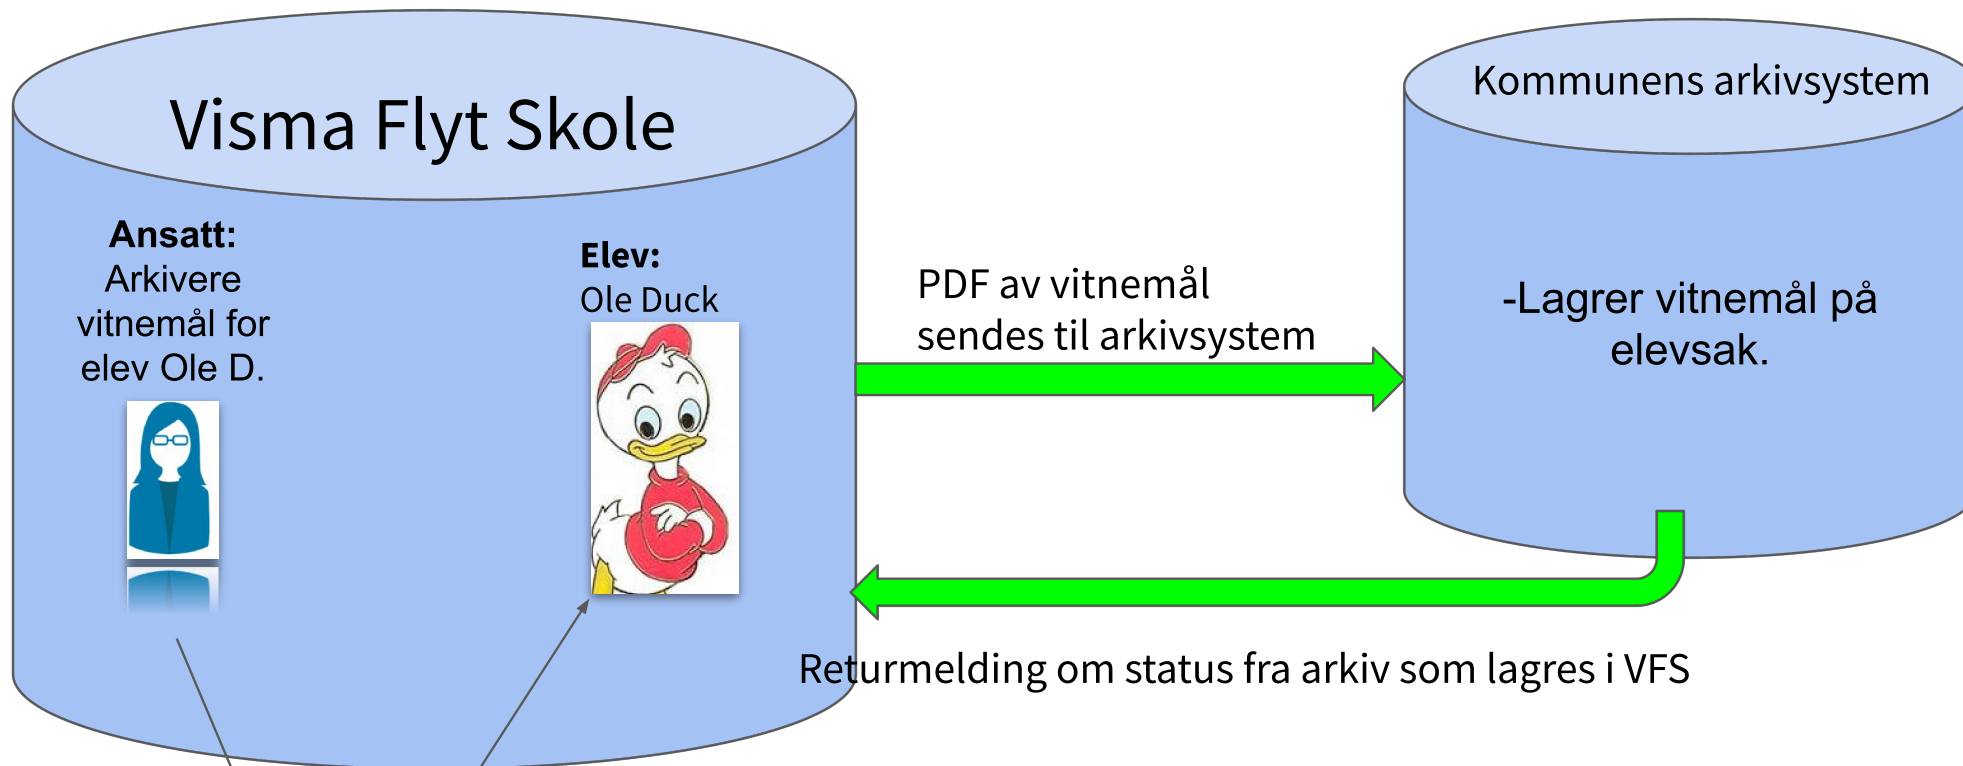 Visma Flyt Skole
Ansatt:
Arkivere
vitnemål for
elev Ole D.
Elev:
Ole Duck
PDF av vitnemål
sendes til arkivsystem
Kommunens arkivsystem
-Lagrer vitnemål på
elevsak.
Returmelding om status fra arkiv som lagres i VFS